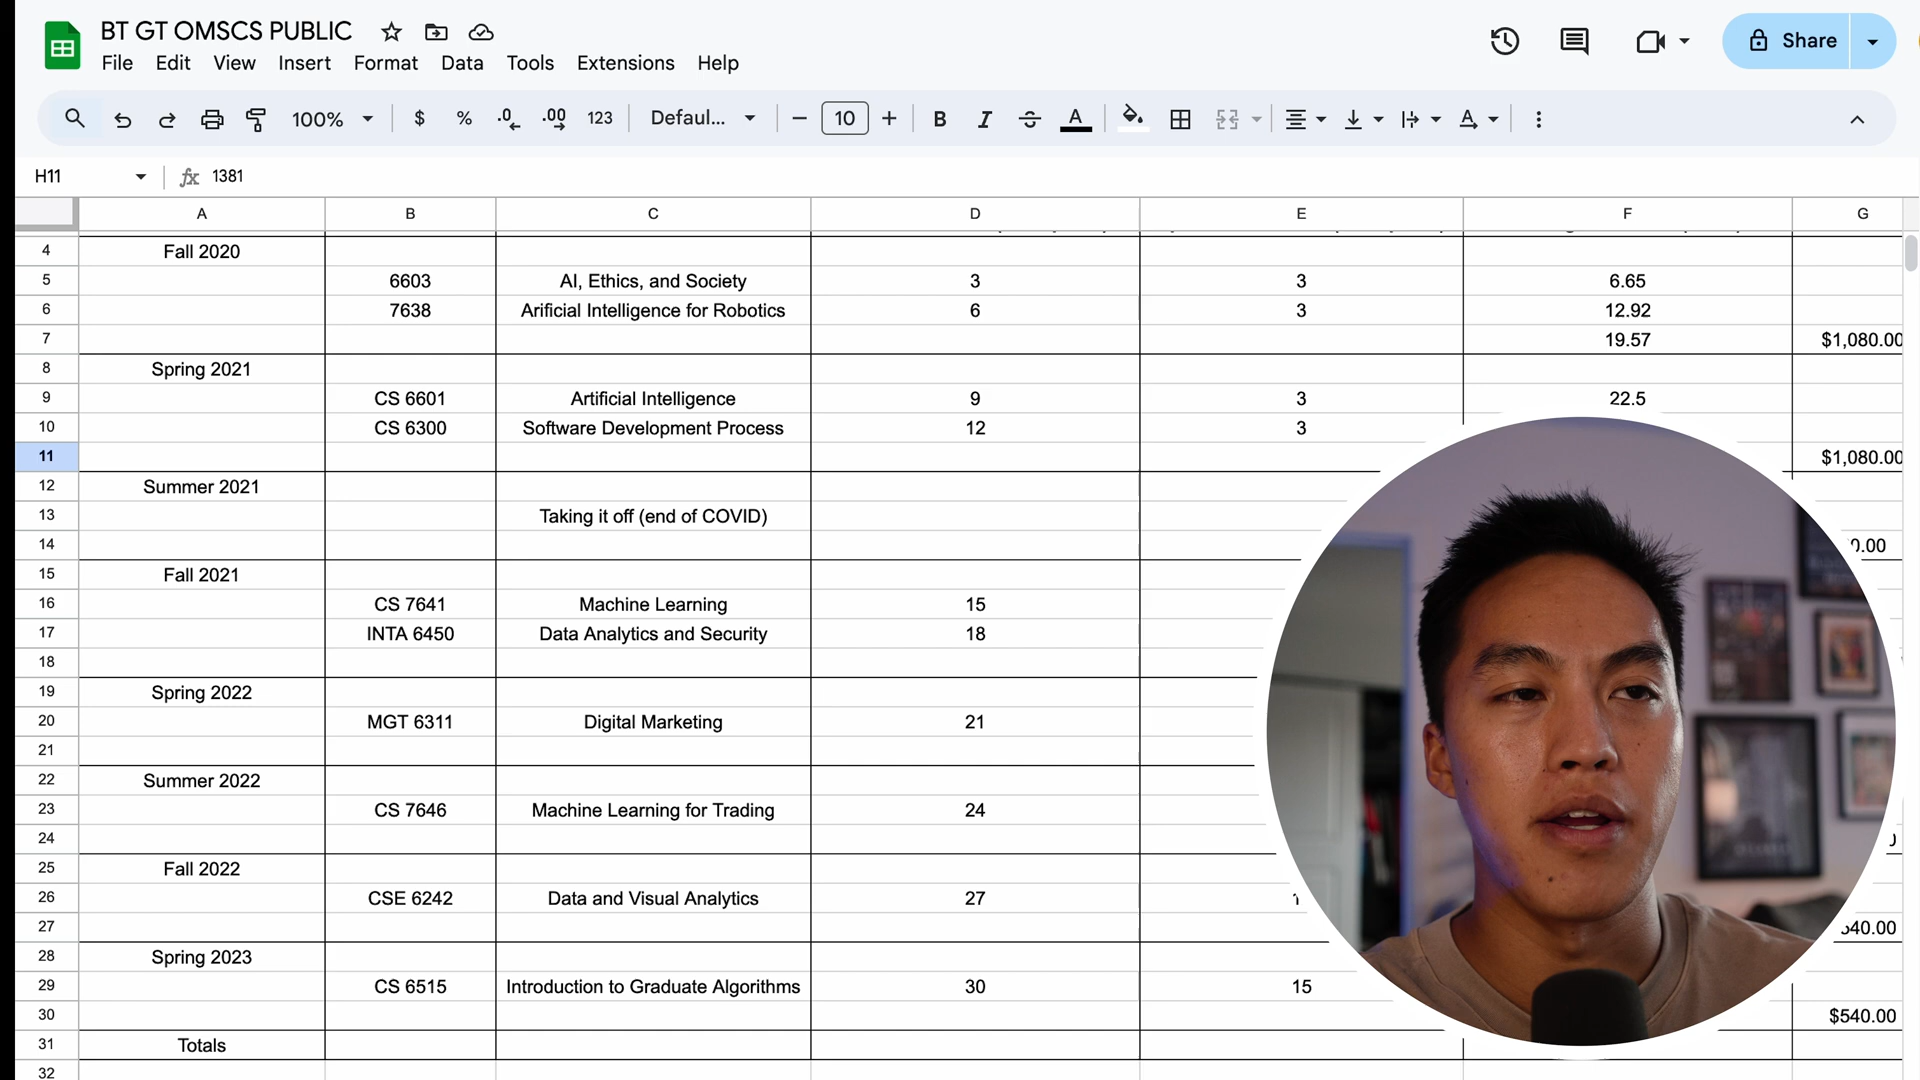 BT GT OMSCS PUBLIC
File Edit View Insert Format Data Tools Extensions Help
Share
100% $ % .0 .00 123 Defaul... 10 B I A
H11 fx 1381
A B C D E F G
4 Fall 2020
5 6603 AI, Ethics, and Society 3 3 6.65
6 7638 Arificial Intelligence for Robotics 6 3 12.92
7 19.57 $1,080.00
8 Spring 2021
9 CS 6601 Artificial Intelligence 9 3 22.5
10 CS 6300 Software Development Process 12 3
11 $1,080.00
12 Summer 2021
13 Taking it off (end of COVID)
14 0.00
15 Fall 2021
16 CS 7641 Machine Learning 15
17 INTA 6450 Data Analytics and Security 18
18
19 Spring 2022
20 MGT 6311 Digital Marketing 21
21
22 Summer 2022
23 CS 7646 Machine Learning for Trading 24
24
25 Fall 2022
26 CSE 6242 Data and Visual Analytics 27
27 40.00
28 Spring 2023
29 CS 6515 Introduction to Graduate Algorithms 30 15
30 $540.00
31 Totals
32